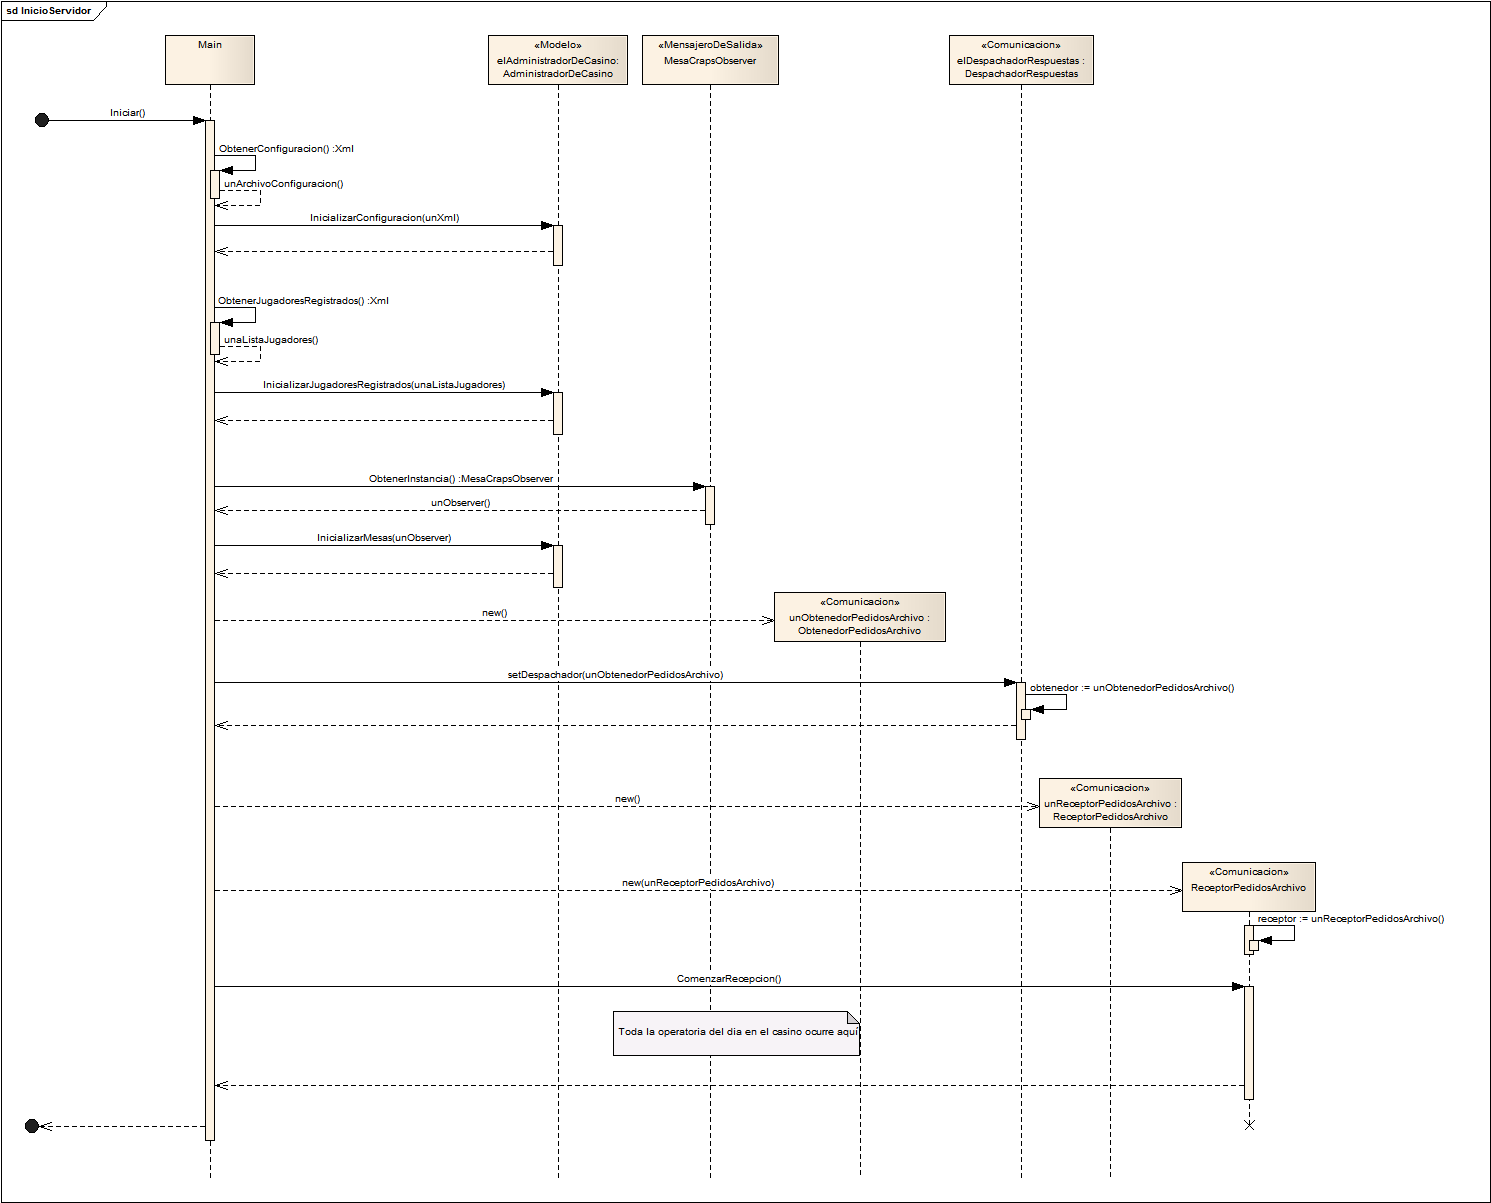 sd InicioServidor
Main
«Modelo»
elAdministradorDeCasino:
AdministradorDeCasino
«MensajeroDeSalida»
MesaCrapsObserver
«Comunicacion»
elDespachadorRespuestas :
DespachadorRespuestas
Iniciar()
ObtenerConfiguracion() :Xml
unArchivoConfiguracion()
InicializarConfiguracion(unXml)
ObtenerJugadoresRegistrados() :Xml
unaListaJugadores()
InicializarJugadoresRegistrados(unaListaJugadores)
ObtenerInstancia() :MesaCrapsObserver
unObserver()
InicializarMesas(unObserver)
new()
«Comunicacion»
unObtenedorPedidosArchivo :
ObtenedorPedidosArchivo
setDespachador(unObtenedorPedidosArchivo)
obtenedor := unObtenedorPedidosArchivo()
new()
«Comunicacion»
unReceptorPedidosArchivo :
ReceptorPedidosArchivo
new(unReceptorPedidosArchivo)
«Comunicacion»
ReceptorPedidosArchivo
receptor := unReceptorPedidosArchivo()
ComenzarRecepcion()
Toda la operatoria del dia en el casino ocurre aquí